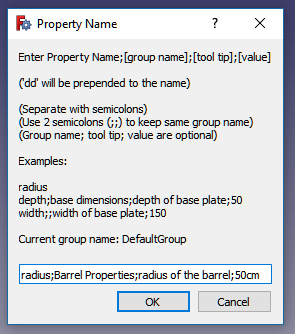 Property Name
Enter Property Name;[group name];[tool tip];[value]
('dd' will be prepended to the name)
(Separate with semicolons)
(Use 2 semicolons (;;) to keep same group name)
(Group name; tool tip; value are optional)
Examples:
radius
depth;base dimensions;depth of base plate;50
width;;width of base plate;150
Current group name: DefaultGroup
radius;Barrel Properties;radius of the barrel;50cm
OK
Cancel